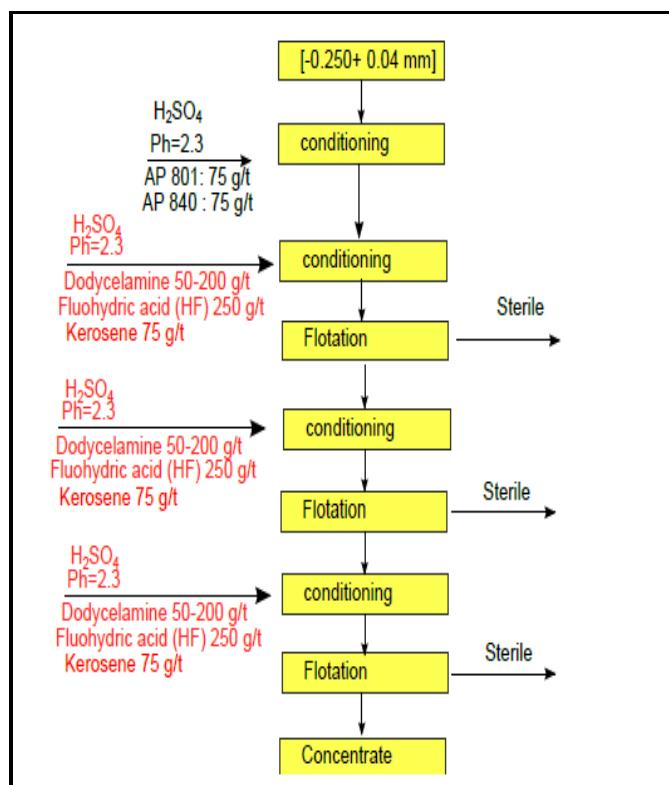 [-0.250+ 0.04 mm]
H₂SO₄
Ph=2.3
AP 801: 75 g/t
AP 840 : 75 g/t
conditioning
H₂SO₄
Ph=2.3
Dodycelamine 50-200 g/t
Fluohydric acid (HF) 250 g/t
Kerosene 75 g/t
conditioning
Flotation
Sterile
H₂SO₄
Ph=2.3
Dodycelamine 50-200 g/t
Fluohydric acid (HF) 250 g/t
Kerosene 75 g/t
conditioning
Flotation
Sterile
H₂SO₄
Ph=2.3
Dodycelamine 50-200 g/t
Fluohydric acid (HF) 250 g/t
Kerosene 75 g/t
conditioning
Flotation
Sterile
Concentrate